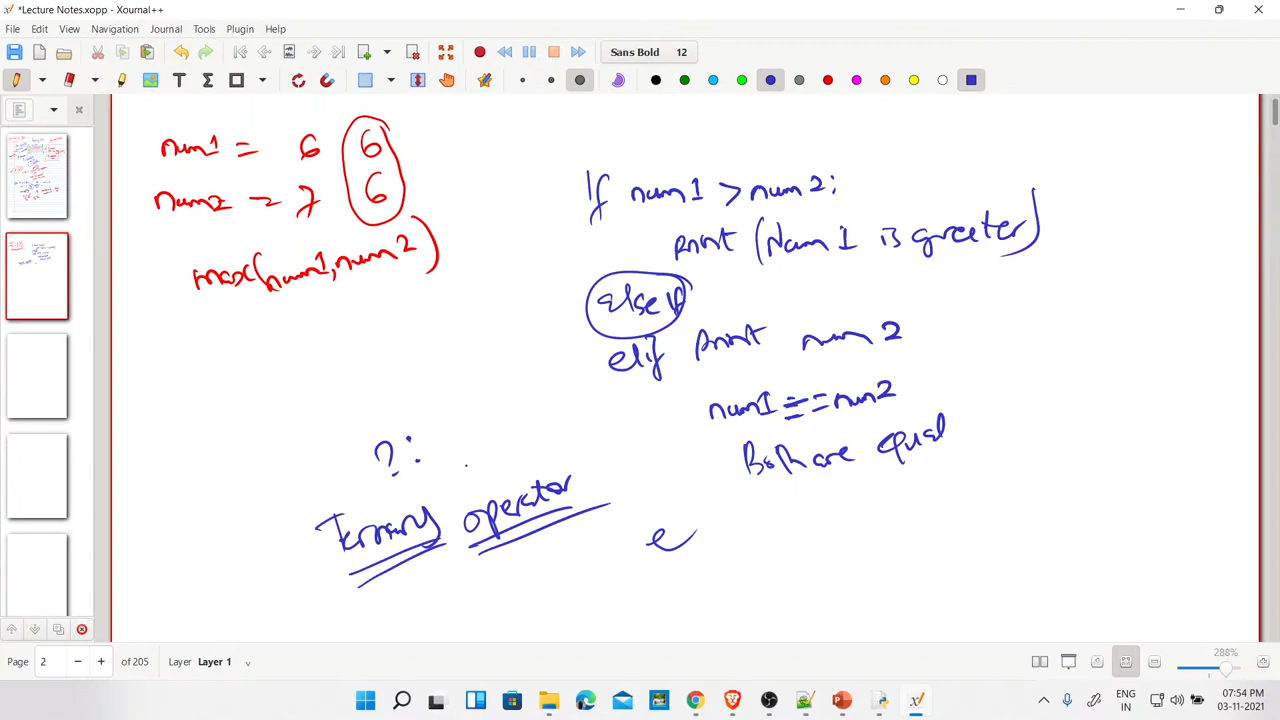 *Lecture Notes.xopp - Xournal++
File Edit View Navigation Journal Tools Plugin Help
Sans Bold 12
num1 = 6 6
num2 = 7 6
max(num1,num2)
If num1 > num2:
print (Num 1 is greeter)
else if
elif print num 2
num1 == num2
Both are equal
?:
Ternary operator
e
Page 2 of 205 Layer Layer 1
288%
ENG
IN
07:54 PM
03-11-2021